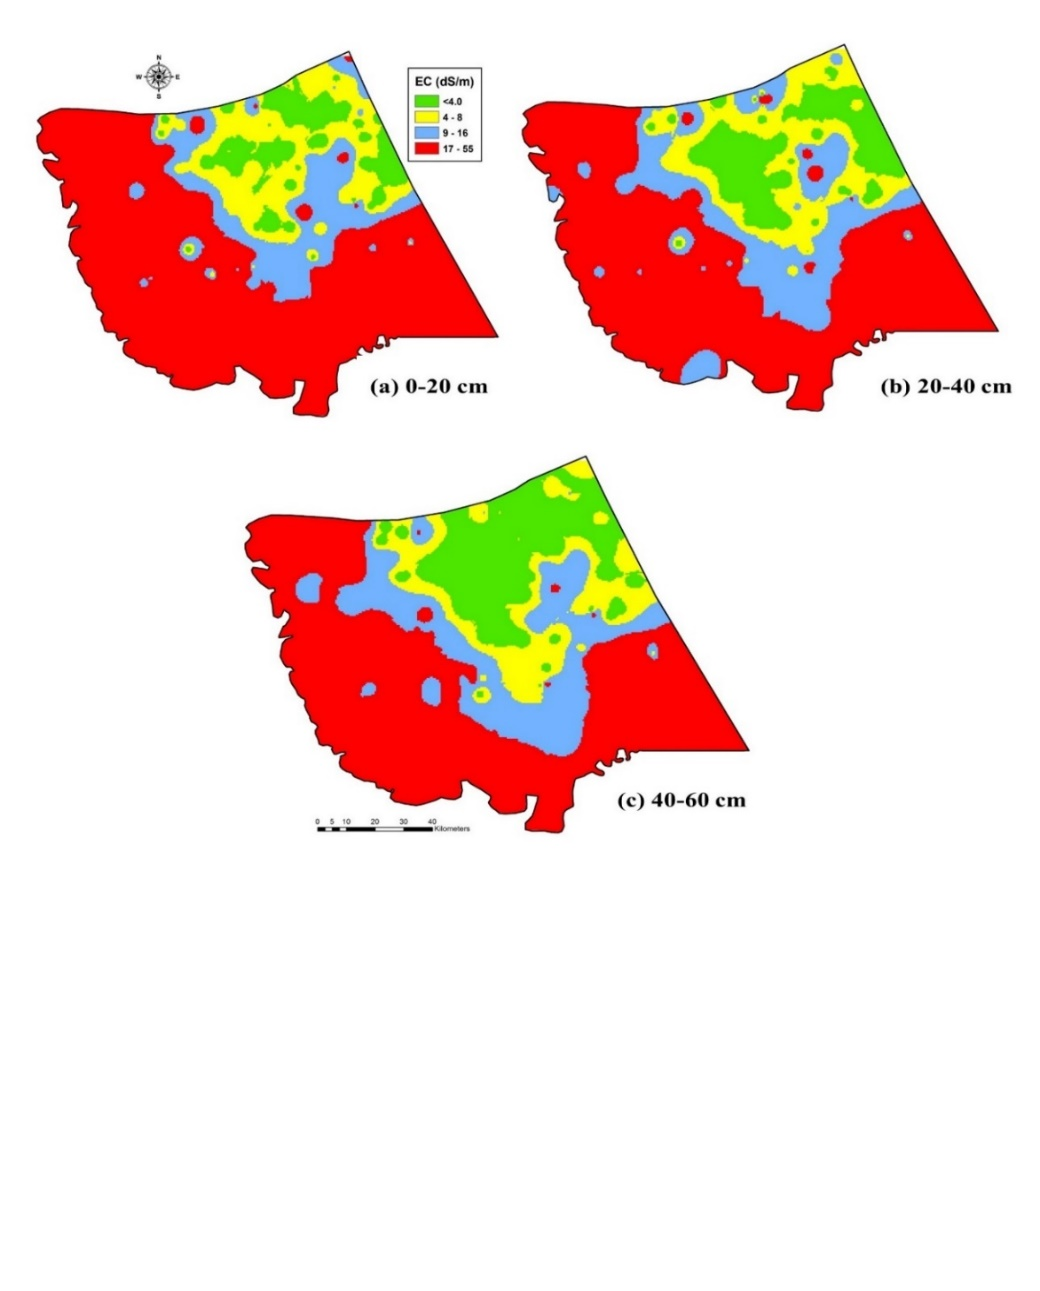 N
W E
S
EC (dS/m)
<4.0
4 - 8
9 - 16
17 - 55
(a) 0-20 cm
(b) 20-40 cm
(c) 40-60 cm
0 5 10 20 30 40
Kilometers